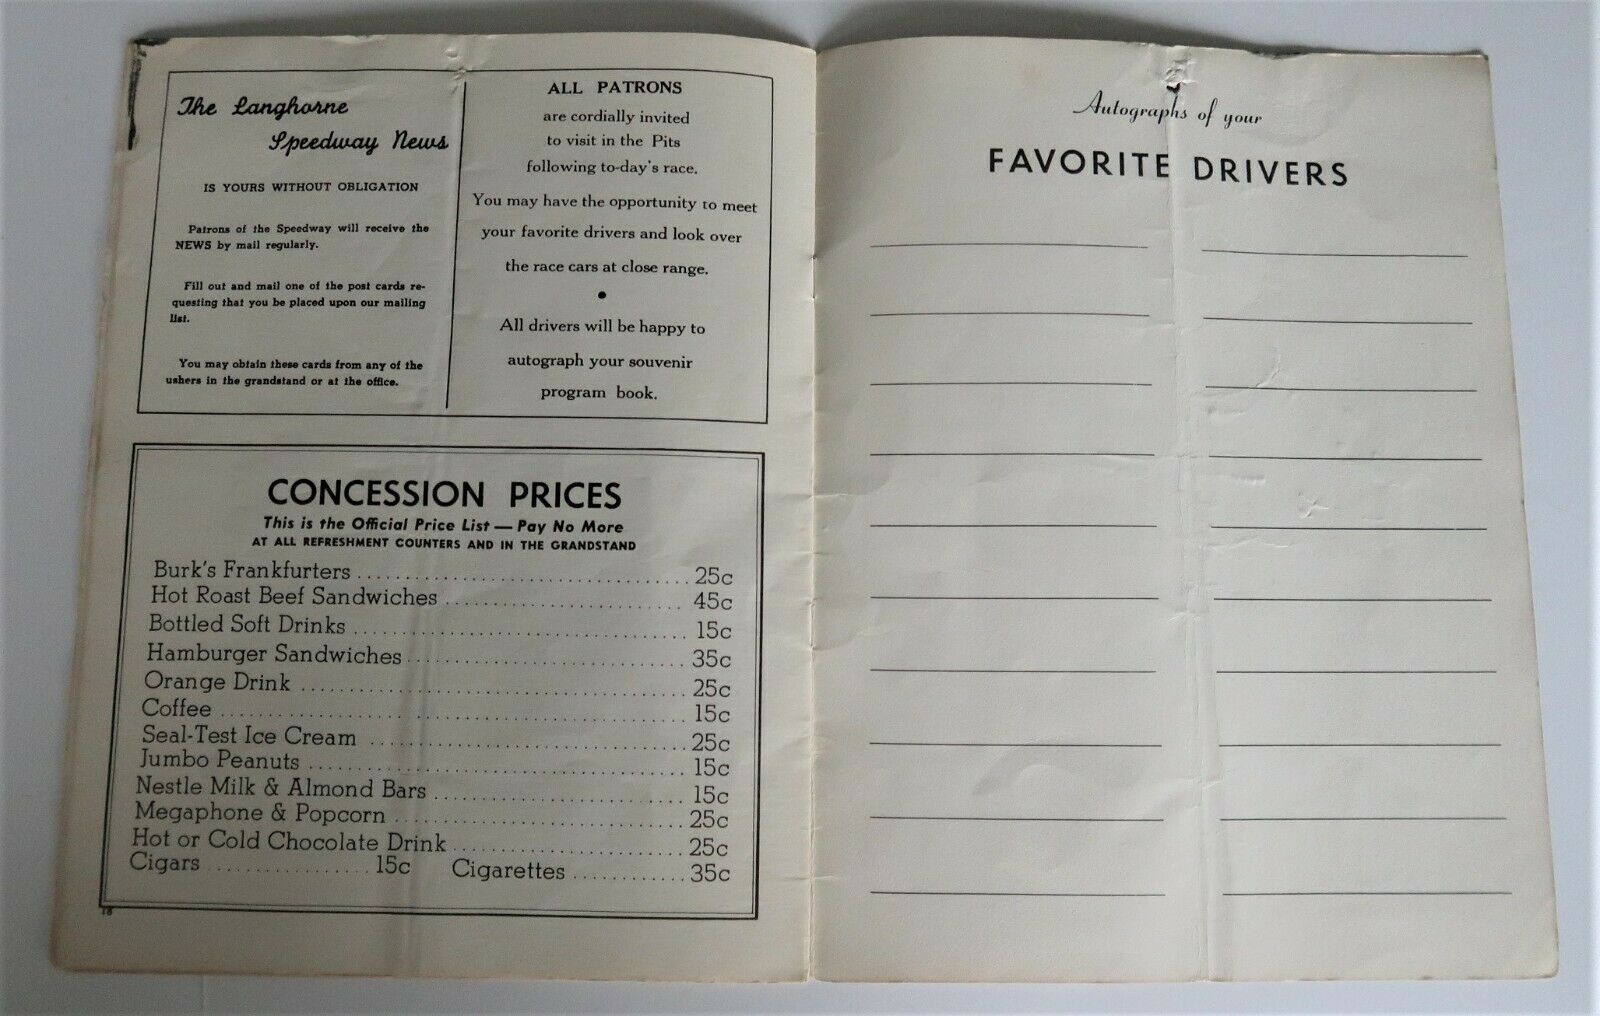 The Langhorne
Speedway News
IS YOURS WITHOUT OBLIGATION
Patrons of the Speedway will receive the
NEWS by mail regularly.
Fill out and mail one of the post cards re-
questing that you be placed upon our mailing
list.
You may obtain these cards from any of the
ushers in the grandstand or at the office.
ALL PATRONS
are cordially invited
to visit in the Pits
following to-day's race.
You may have the opportunity to meet
your favorite drivers and look over
the race cars at close range.
•
All drivers will be happy to
autograph your souvenir
program book.
CONCESSION PRICES
This is the Official Price List — Pay No More
AT ALL REFRESHMENT COUNTERS AND IN THE GRANDSTAND
Burk's Frankfurters ................................... 25c
Hot Roast Beef Sandwiches ......................... 45c
Bottled Soft Drinks ................................... 15c
Hamburger Sandwiches .............................. 35c
Orange Drink ......................................... 25c
Coffee ................................................. 15c
Seal-Test Ice Cream .................................. 25c
Jumbo Peanuts ........................................ 15c
Nestle Milk & Almond Bars .......................... 15c
Megaphone & Popcorn ............................... 25c
Hot or Cold Chocolate Drink ........................ 25c
Cigars ................. 15c Cigarettes ............ 35c
18
Autographs of your
FAVORITE DRIVERS